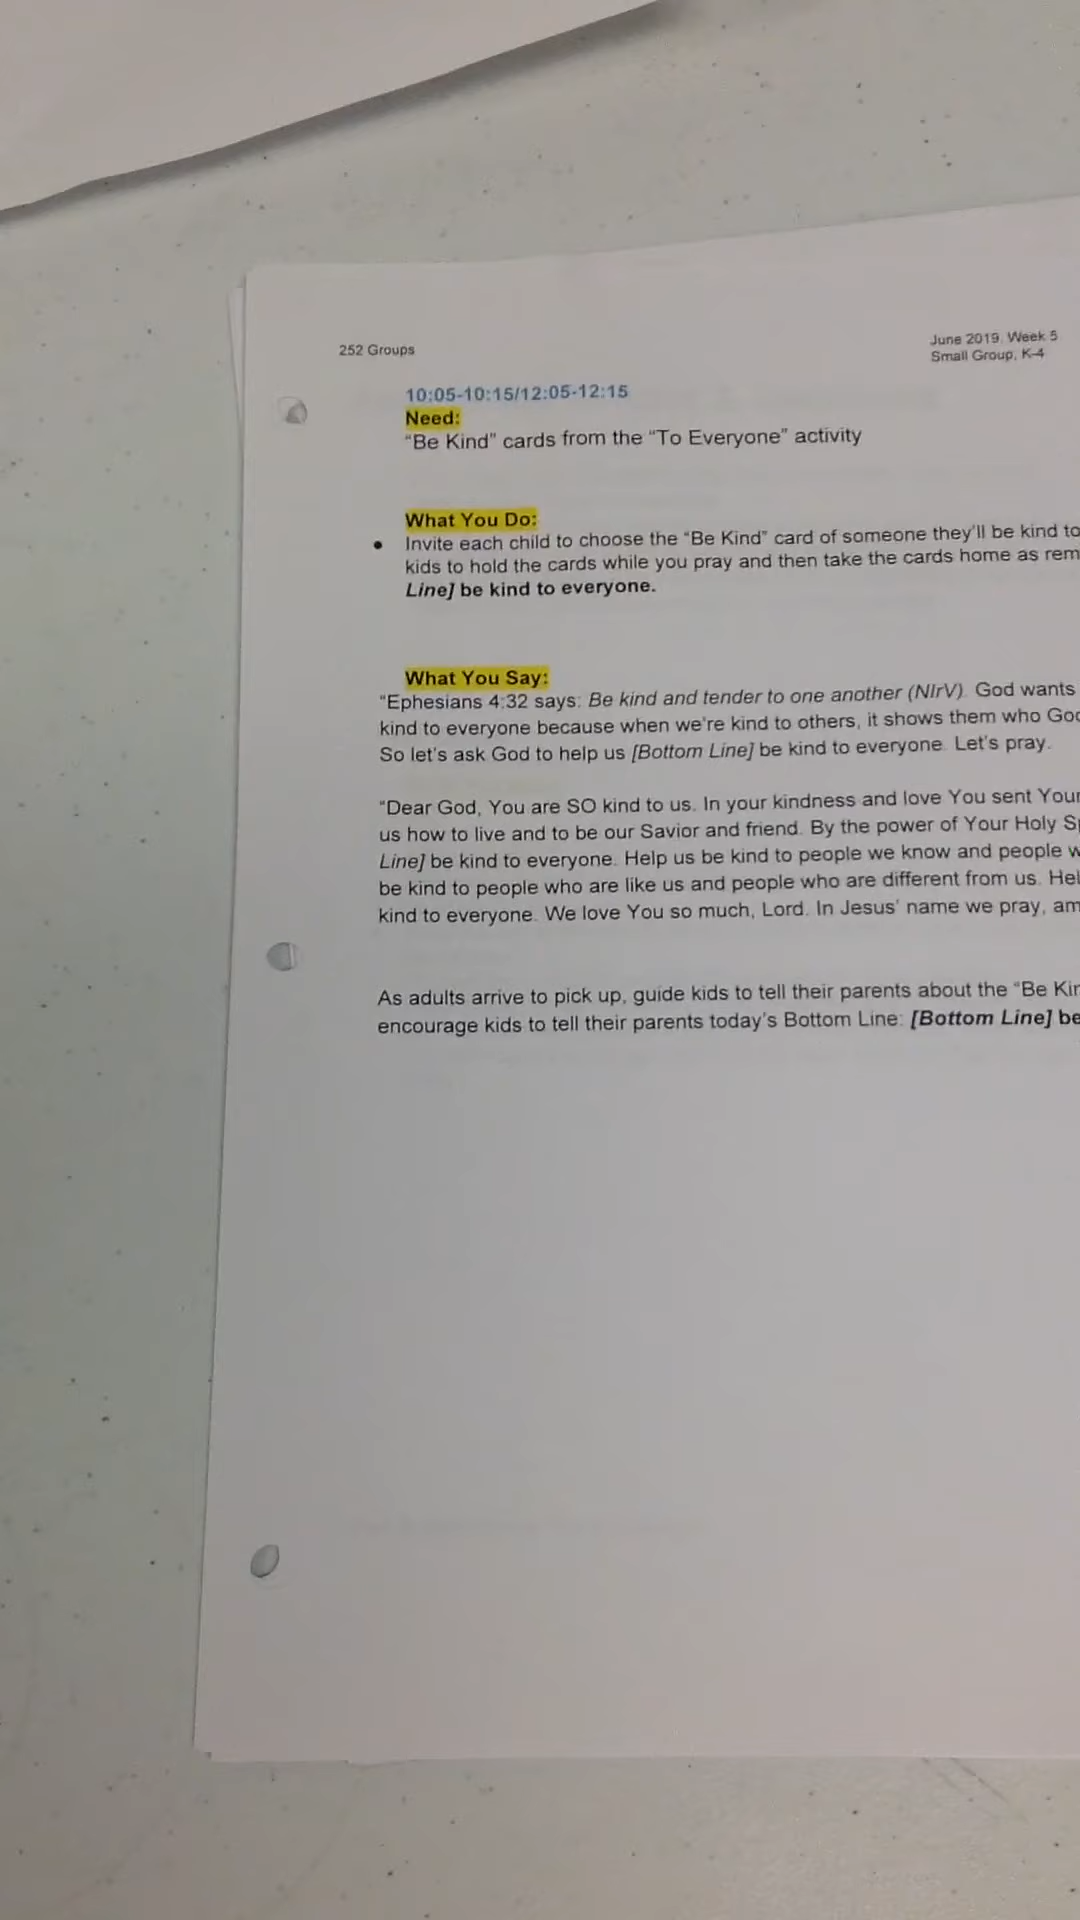 252 Groups
June 2019, Week 5
Small Group, K-4
10:05-10:15/12:05-12:15
Need:
"Be Kind" cards from the "To Everyone" activity
What You Do:
• Invite each child to choose the "Be Kind" card of someone they'll be kind to
kids to hold the cards while you pray and then take the cards home as rem
Line] be kind to everyone.
What You Say:
"Ephesians 4:32 says: Be kind and tender to one another (NIrV). God wants
kind to everyone because when we're kind to others, it shows them who God
So let's ask God to help us [Bottom Line] be kind to everyone. Let's pray.
"Dear God, You are SO kind to us. In your kindness and love You sent Your
us how to live and to be our Savior and friend. By the power of Your Holy Sp
Line] be kind to everyone. Help us be kind to people we know and people w
be kind to people who are like us and people who are different from us. Hel
kind to everyone. We love You so much, Lord. In Jesus' name we pray, am
As adults arrive to pick up, guide kids to tell their parents about the "Be Kin
encourage kids to tell their parents today's Bottom Line: [Bottom Line] be